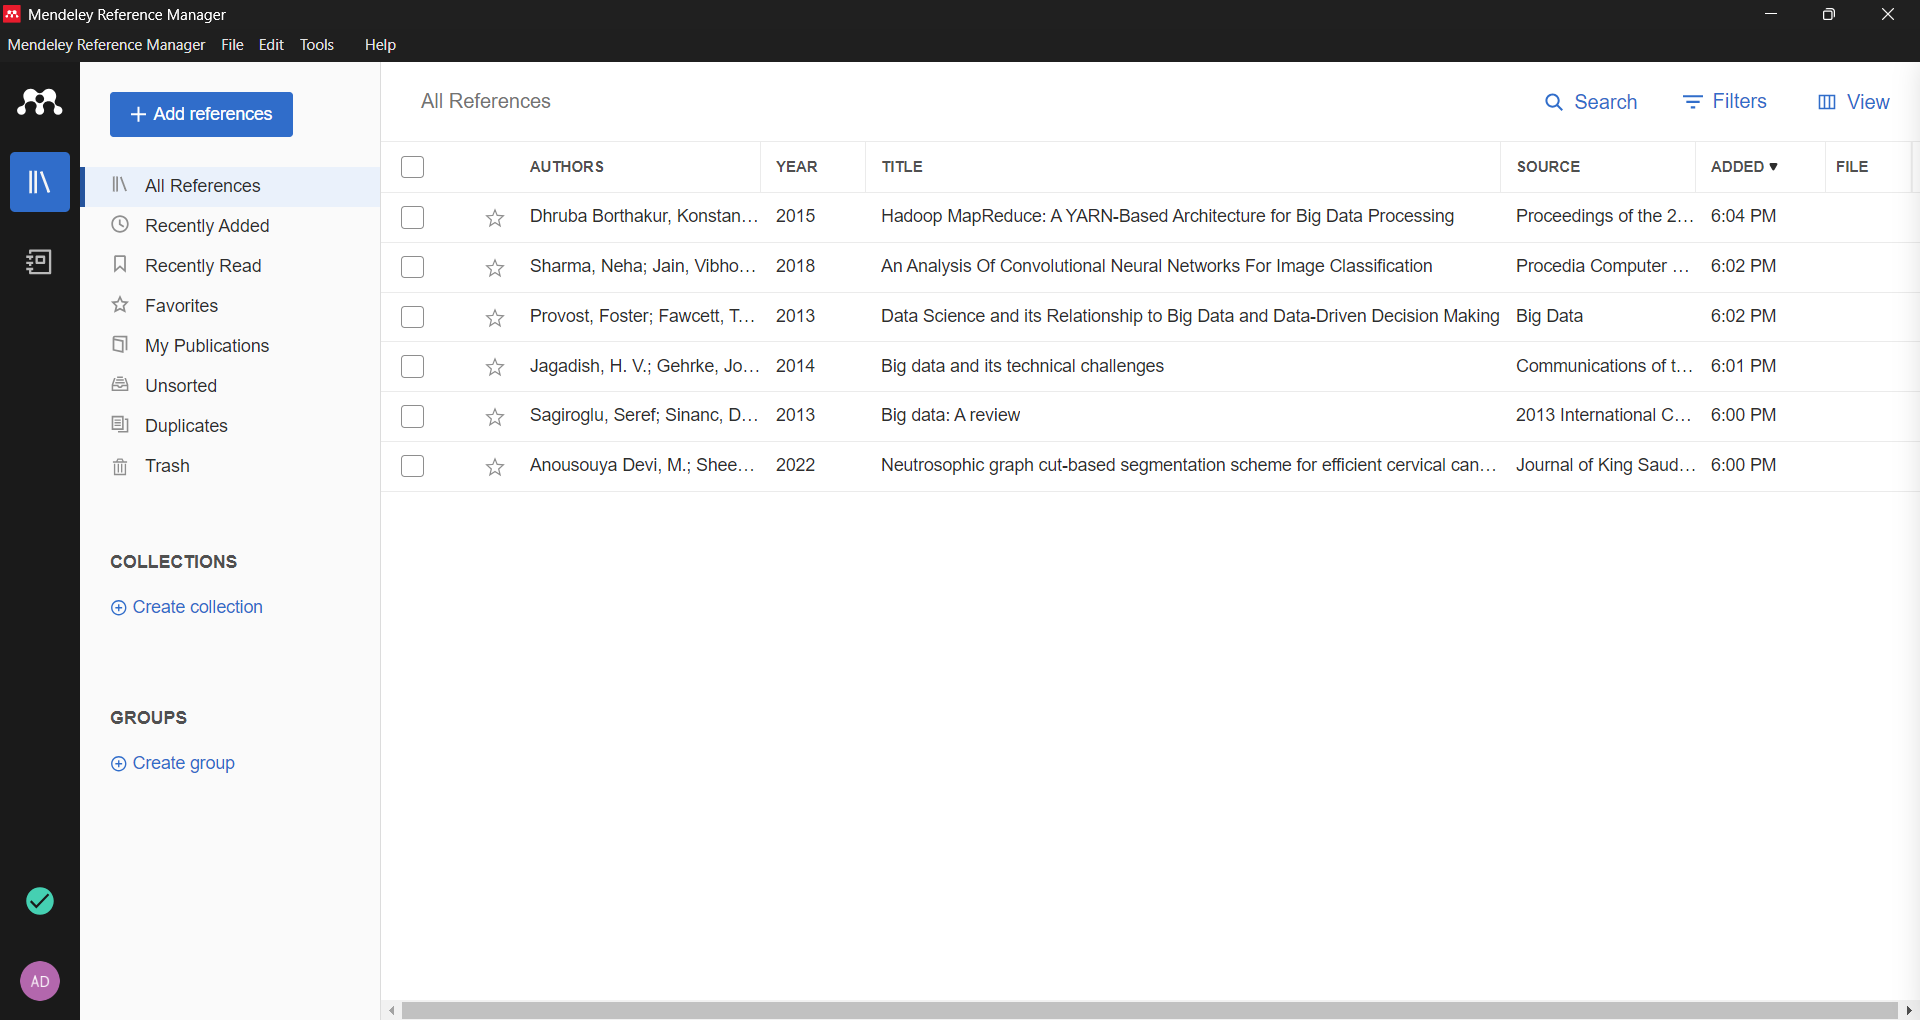 Mendeley Reference Manager
Mendeley Reference Manager File Edit Tools Help
+ Add references
All References
Recently Added
Recently Read
Favorites
My Publications
Unsorted
Duplicates
Trash
COLLECTIONS
Create collection
GROUPS
Create group
AD
All References
Search Filters View
AUTHORS YEAR TITLE SOURCE ADDED FILE
Dhruba Borthakur, Konstan... 2015 Hadoop MapReduce: A YARN-Based Architecture for Big Data Processing Proceedings of the 2... 6:04 PM
Sharma, Neha; Jain, Vibho... 2018 An Analysis Of Convolutional Neural Networks For Image Classification Procedia Computer ... 6:02 PM
Provost, Foster; Fawcett, T... 2013 Data Science and its Relationship to Big Data and Data-Driven Decision Making Big Data 6:02 PM
Jagadish, H. V.; Gehrke, Jo... 2014 Big data and its technical challenges Communications of t... 6:01 PM
Sagiroglu, Seref; Sinanc, D... 2013 Big data: A review 2013 International C... 6:00 PM
Anousouya Devi, M.; Shee... 2022 Neutrosophic graph cut-based segmentation scheme for efficient cervical can... Journal of King Saud... 6:00 PM